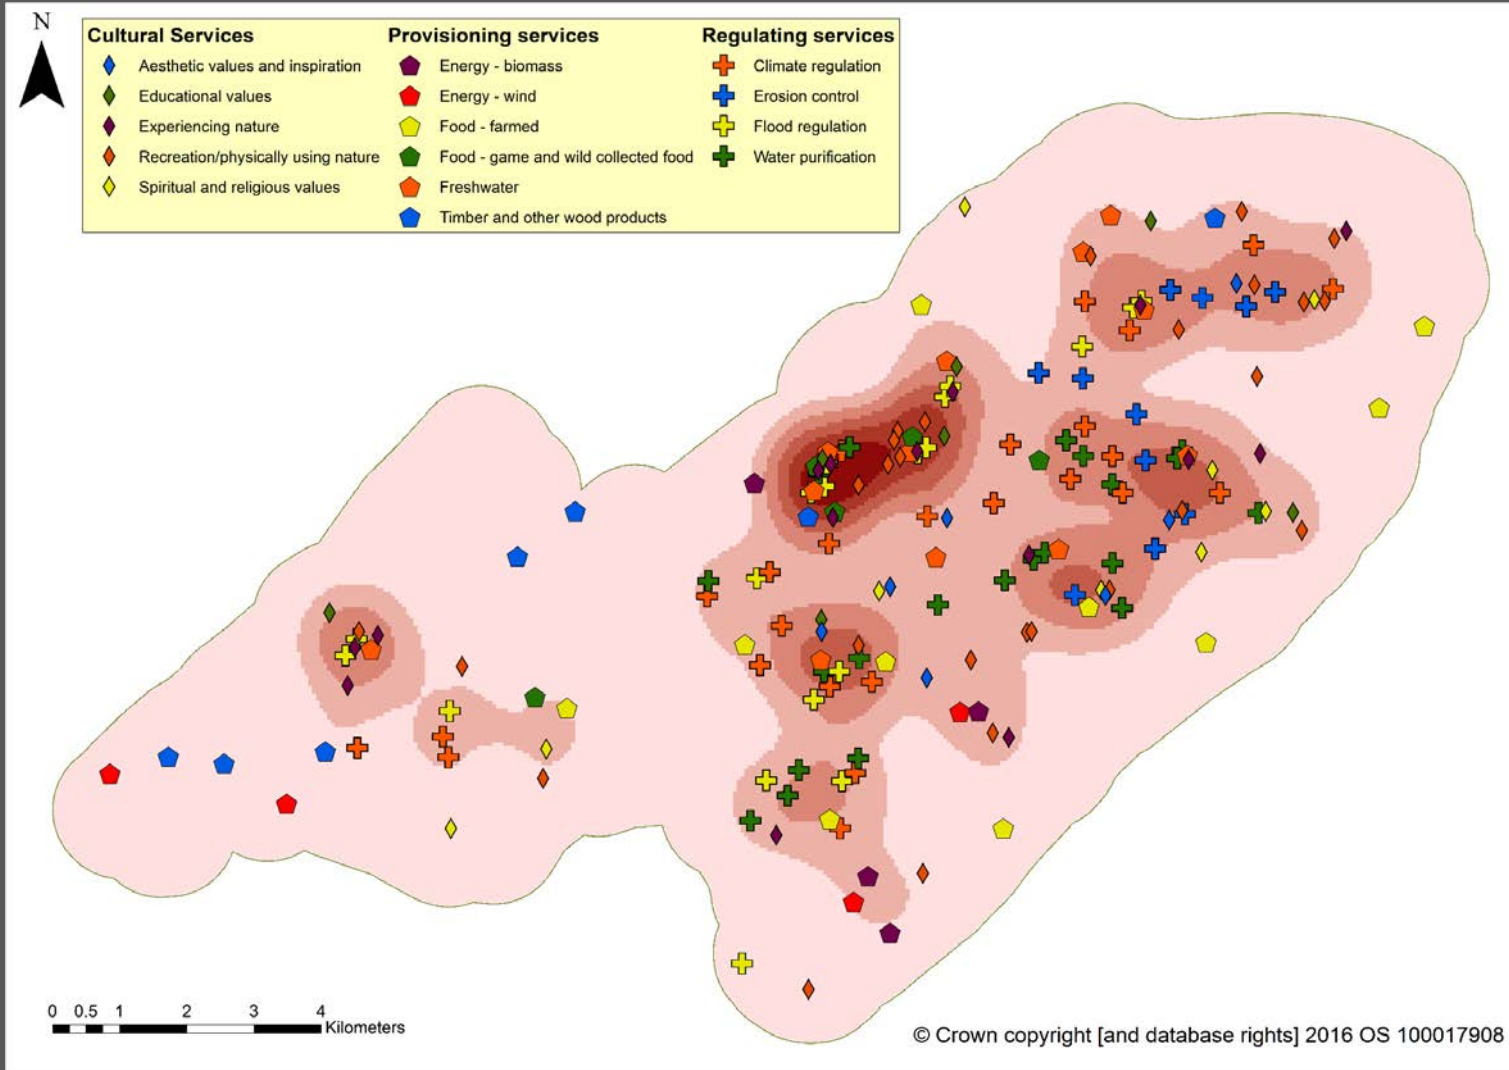 N
Cultural Services
Aesthetic values and inspiration
Educational values
Experiencing nature
Recreation/physically using nature
Spiritual and religious values
Provisioning services
Energy - biomass
Energy - wind
Food - farmed
Food - game and wild collected food
Freshwater
Timber and other wood products
Regulating services
Climate regulation
Erosion control
Flood regulation
Water purification
0 0.5 1 2 3 4
Kilometers
© Crown copyright [and database rights] 2016 OS 100017908